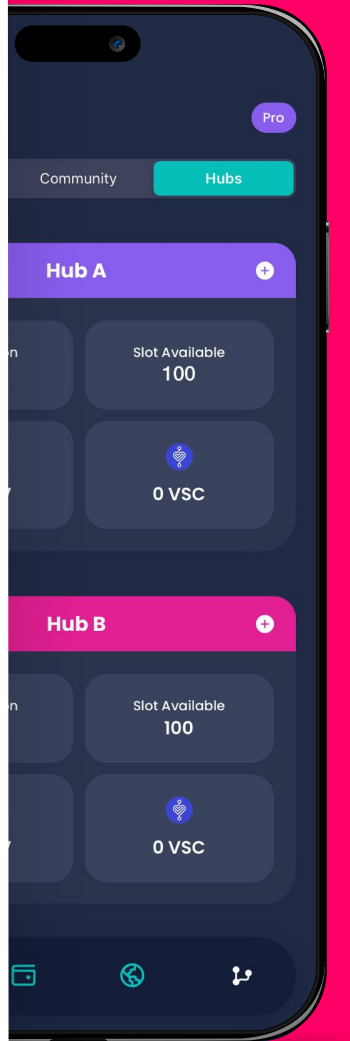 Pro
Community
Hubs
Hub A
Slot Available
100
0 VSC
Hub B
Slot Available
100
0 VSC